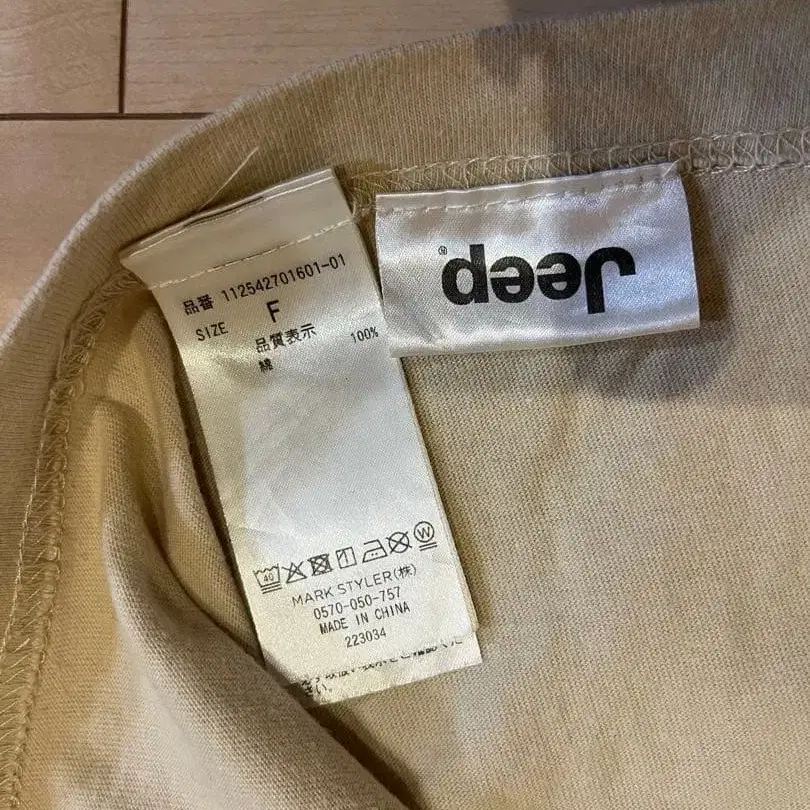 品番 112542701601-01
SIZE F
品質表示
綿 100%
Jeep®
40
W
MARK STYLER(株)
0570-050-757
MADE IN CHINA
223034